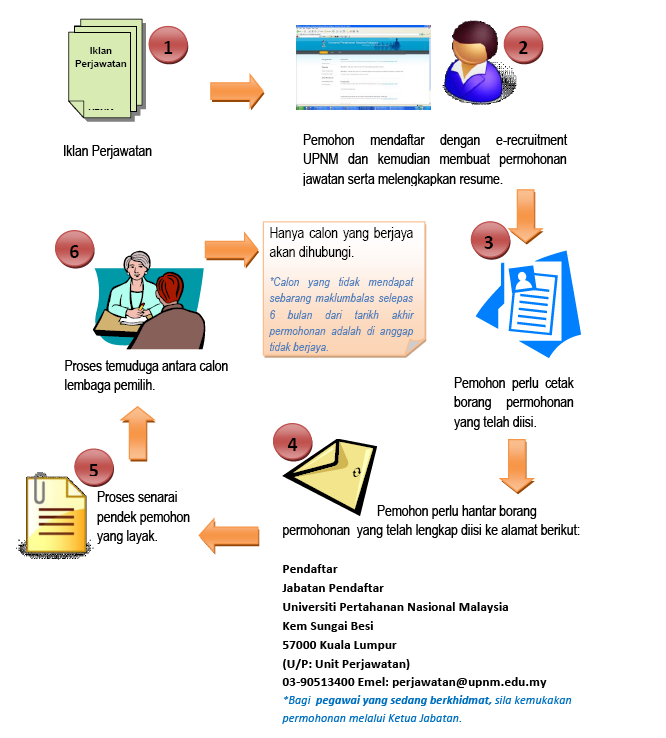 Iklan
Perjawatan
1
Iklan Perjawatan
2
Pemohon mendaftar dengan e-recruitment
UPNM dan kemudian membuat permohonan
jawatan serta melengkapkan resume.
3
Pemohon perlu cetak
borang permohonan
yang telah diisi.
4
Pemohon perlu hantar borang
permohonan yang telah lengkap diisi ke alamat berikut:
Pendaftar
Jabatan Pendaftar
Universiti Pertahanan Nasional Malaysia
Kem Sungai Besi
57000 Kuala Lumpur
(U/P: Unit Perjawatan)
03-90513400 Emel: perjawatan@upnm.edu.my
*Bagi pegawai yang sedang berkhidmat, sila kemukakan
permohonan melalui Ketua Jabatan.
5
Proses senarai
pendek pemohon
yang layak.
6
Proses temuduga antara calon
lembaga pemilih.
Hanya calon yang berjaya
akan dihubungi.
*Calon yang tidak mendapat
sebarang maklumbalas selepas
6 bulan dari tarikh akhir
permohonan adalah di anggap
tidak berjaya.